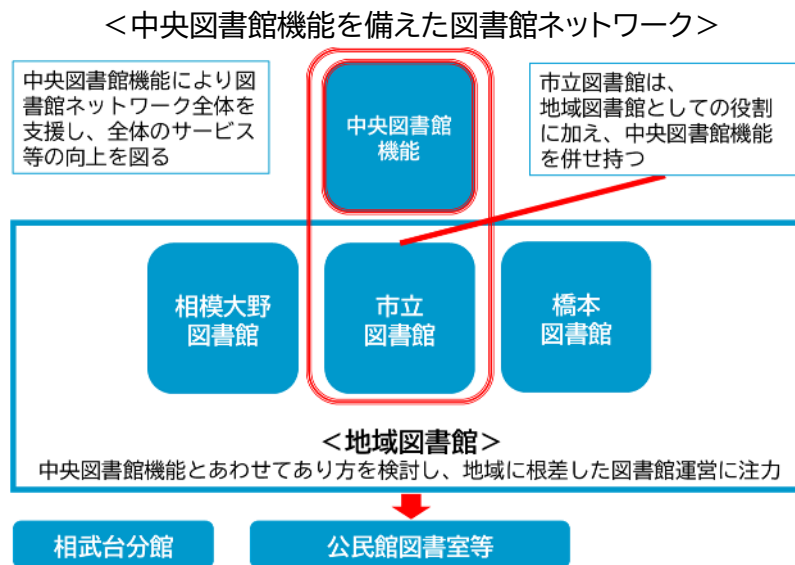 ＜中央図書館機能を備えた図書館ネットワーク＞
中央図書館機能により図
書館ネットワーク全体を
支援し、全体のサービス
等の向上を図る
中央図書館
機能
市立図書館は、
地域図書館としての役割
に加え、中央図書館機能
を併せ持つ
相模大野
図書館
市立
図書館
橋本
図書館
＜地域図書館＞
中央図書館機能とあわせてあり方を検討し、地域に根差した図書館運営に注力
相武台分館
公民館図書室等